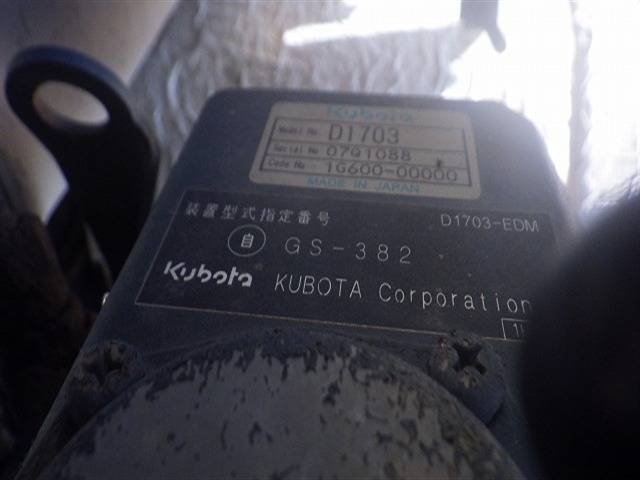 Kubota
Model No. D1703
Serial No 07Q1088
Code No 1G600-00000
MADE IN JAPAN
装置型式指定番号 D1703-EDM
自 GS-382
Kubota KUBOTA Corporation